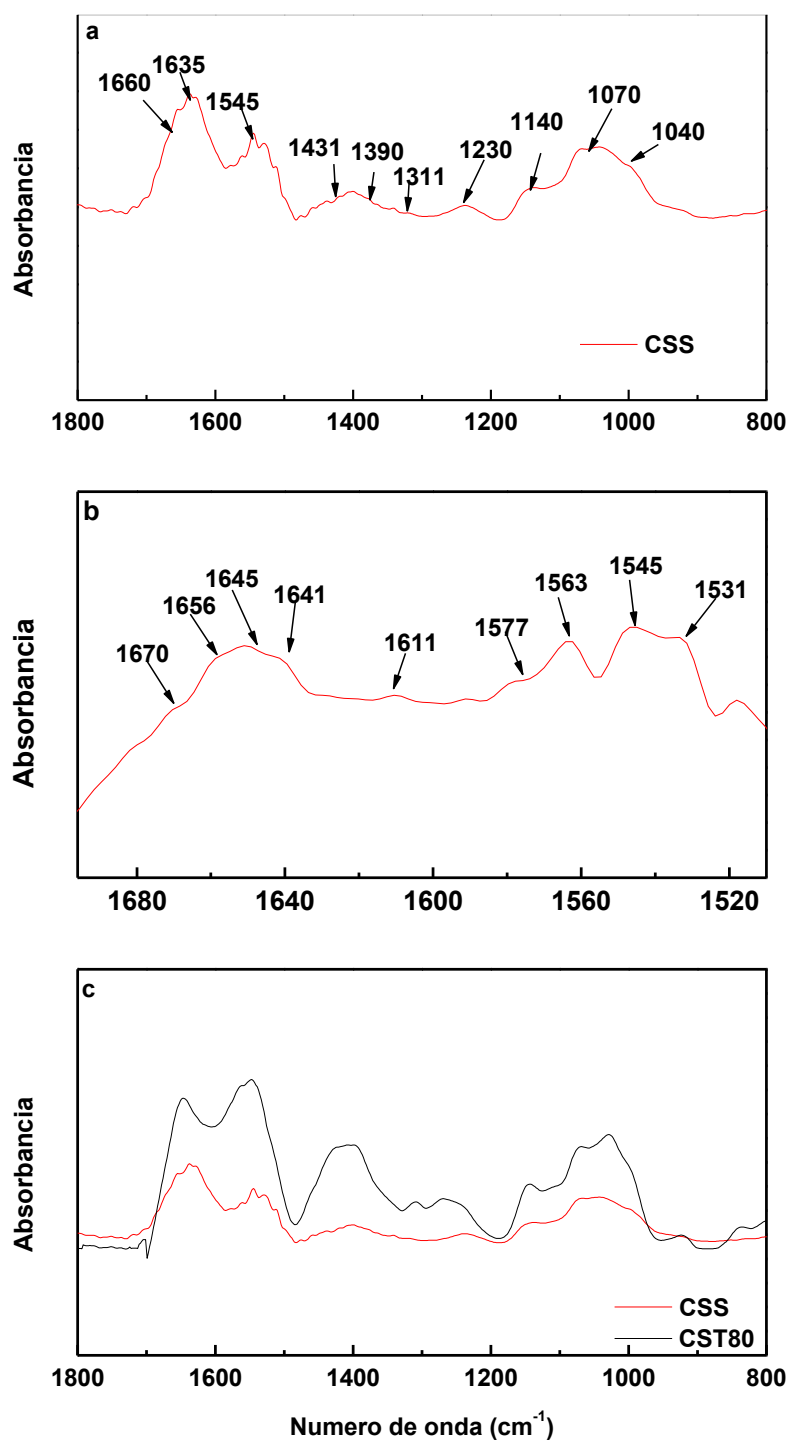 a
1660
1635
1545
1431
1390
1311
1230
1140
1070
1040
Absorbancia
CSS
1800 1600 1400 1200 1000 800
b
1670
1656
1645
1641
1611
1577
1563
1545
1531
Absorbancia
1680 1640 1600 1560 1520
c
Absorbancia
CSS
CST80
1800 1600 1400 1200 1000 800
Numero de onda (cm⁻¹)